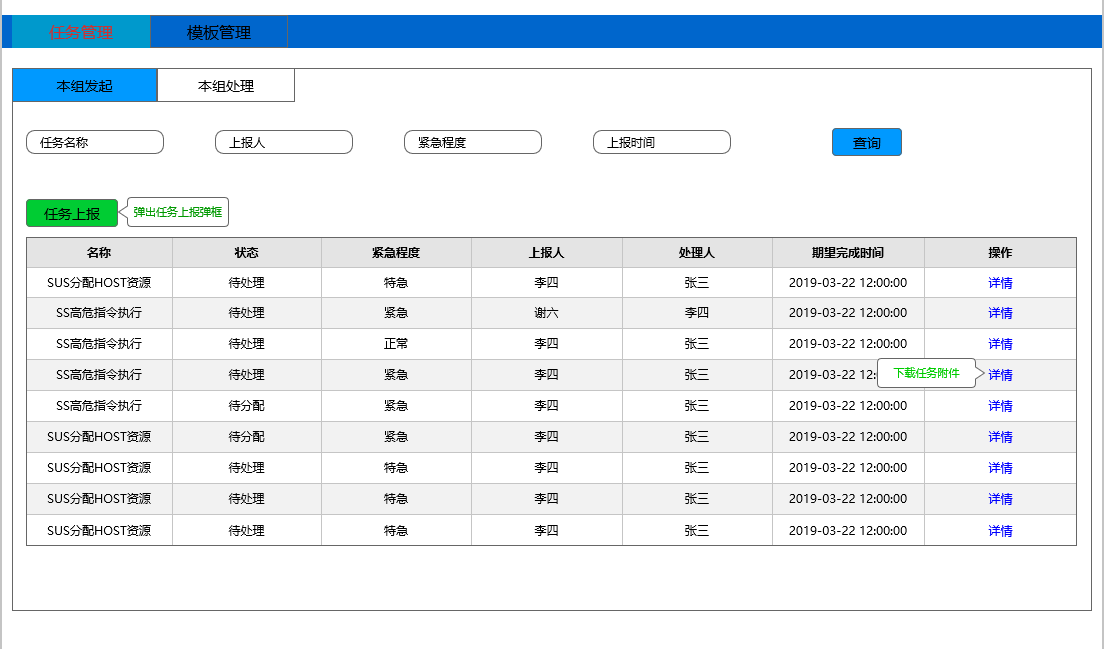 任务管理 模板管理
本组发起 本组处理
任务名称 上报人 紧急程度 上报时间 查询
任务上报 弹出任务上报弹框
名称 状态 紧急程度 上报人 处理人 期望完成时间 操作
SUS分配HOST资源 待处理 特急 李四 张三 2019-03-22 12:00:00 详情
SS高危指令执行 待处理 紧急 谢六 李四 2019-03-22 12:00:00 详情
SS高危指令执行 待处理 正常 李四 张三 2019-03-22 12:00:00 详情
SS高危指令执行 待处理 紧急 李四 张三 2019-03-22 12: 下载任务附件 详情
SS高危指令执行 待分配 紧急 李四 张三 2019-03-22 12:00:00 详情
SUS分配HOST资源 待分配 紧急 李四 张三 2019-03-22 12:00:00 详情
SUS分配HOST资源 待处理 特急 李四 张三 2019-03-22 12:00:00 详情
SUS分配HOST资源 待处理 特急 李四 张三 2019-03-22 12:00:00 详情
SUS分配HOST资源 待处理 特急 李四 张三 2019-03-22 12:00:00 详情